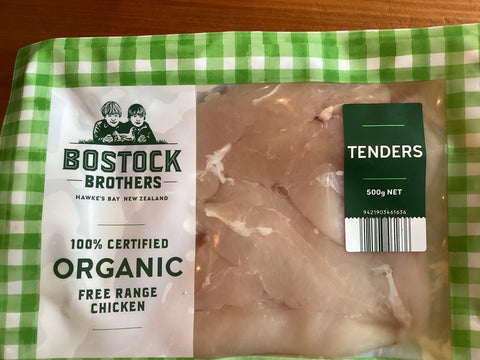 BOSTOCK
BROTHERS
HAWKE'S BAY NEW ZEALAND
100% CERTIFIED
ORGANIC
FREE RANGE
CHICKEN
TENDERS
500g NET
9421903461636